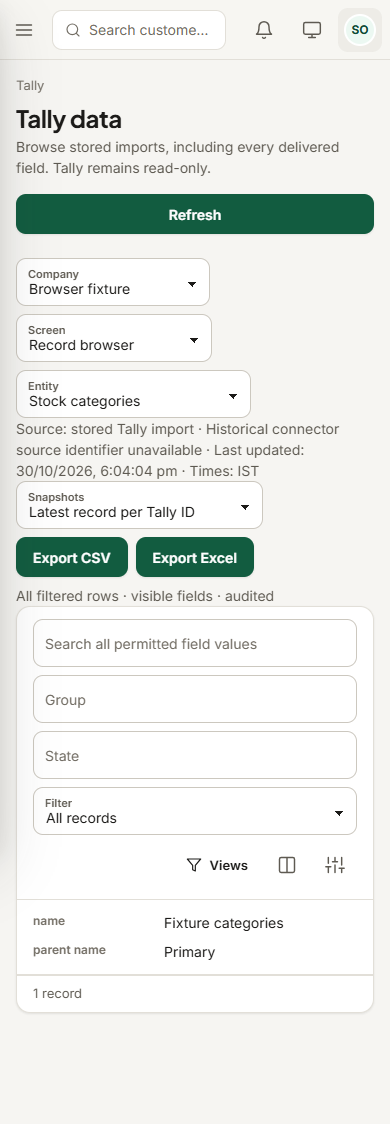 Search custome...
SO
Tally
Tally data
Browse stored imports, including every delivered
field. Tally remains read-only.
Refresh
Company
Browser fixture
Screen
Record browser
Entity
Stock categories
Source: stored Tally import · Historical connector
source identifier unavailable · Last updated:
30/10/2026, 6:04:04 pm · Times: IST
Snapshots
Latest record per Tally ID
Export CSV
Export Excel
All filtered rows · visible fields · audited
Search all permitted field values
Group
State
Filter
All records
Views
name Fixture categories
parent name Primary
1 record